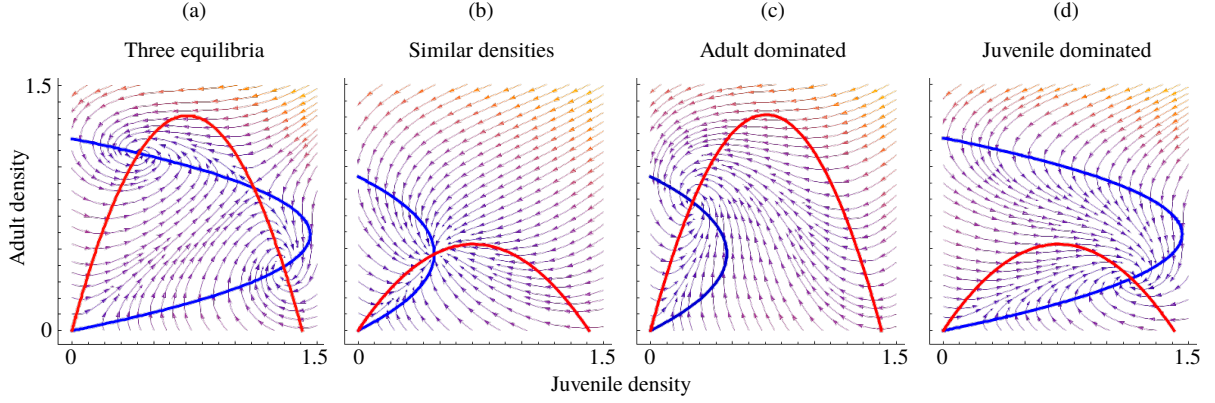 (a) (b) (c) (d)
Three equilibria Similar densities Adult dominated Juvenile dominated
1.5
Adult density
0
0 1.5 0 1.5 0 1.5 0 1.5
Juvenile density